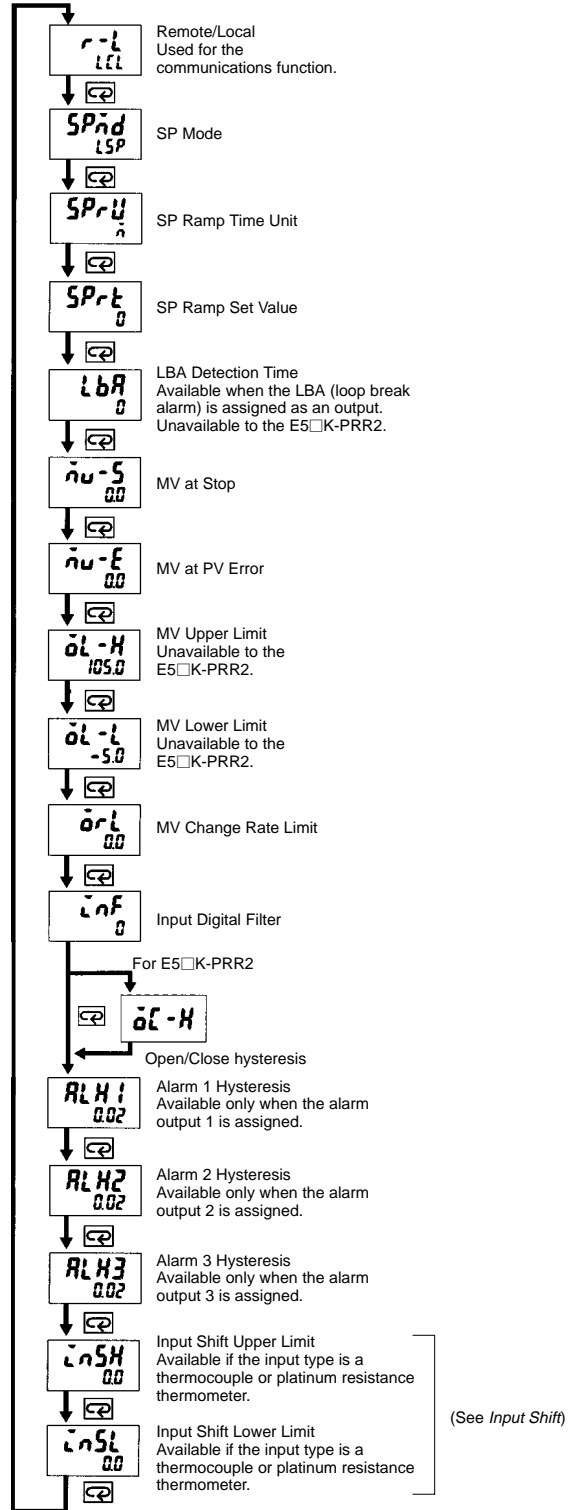 r-L
LCL
Remote/Local
Used for the
communications function.
SPmd
LSP
SP Mode
SPrU
m
SP Ramp Time Unit
SPrt
0
SP Ramp Set Value
LbA
0
LBA Detection Time
Available when the LBA (loop break
alarm) is assigned as an output.
Unavailable to the E5□K-PRR2.
mv-S
0.0
MV at Stop
mv-E
0.0
MV at PV Error
oL-H
105.0
MV Upper Limit
Unavailable to the
E5□K-PRR2.
oL-L
-5.0
MV Lower Limit
Unavailable to the
E5□K-PRR2.
orL
0.0
MV Change Rate Limit
inF
0
Input Digital Filter
For E5□K-PRR2
oC-H
Open/Close hysteresis
ALH1
0.02
Alarm 1 Hysteresis
Available only when the alarm
output 1 is assigned.
ALH2
0.02
Alarm 2 Hysteresis
Available only when the alarm
output 2 is assigned.
ALH3
0.02
Alarm 3 Hysteresis
Available only when the alarm
output 3 is assigned.
inSH
0.0
Input Shift Upper Limit
Available if the input type is a
thermocouple or platinum resistance
thermometer.
(See Input Shift)
inSL
0.0
Input Shift Lower Limit
Available if the input type is a
thermocouple or platinum resistance
thermometer.